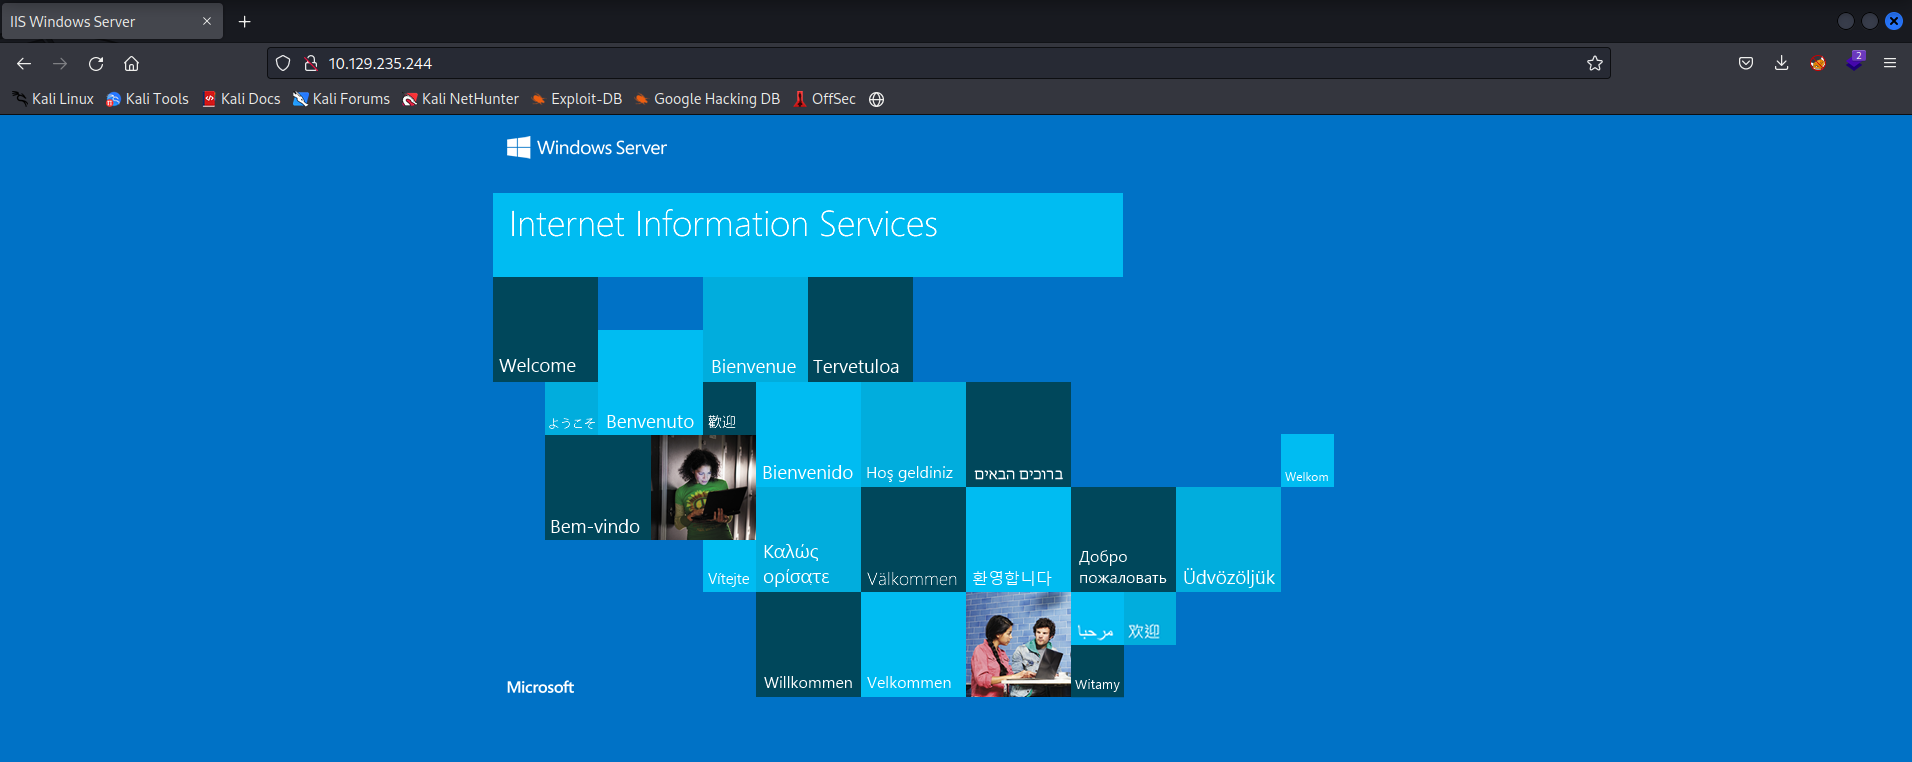 IIS Windows Server
10.129.235.244
2
Kali Linux
Kali Tools
Kali Docs
Kali Forums
Kali NetHunter
Exploit-DB
Google Hacking DB
OffSec
Windows Server
Internet Information Services
Welcome
Bienvenue
Tervetuloa
ようこそ
Benvenuto
歡迎
Bienvenido
Hoş geldiniz
ברוכים הבאים
Welkom
Bem-vindo
Vítejte
Καλώς
ορίσατε
Välkommen
환영합니다
Добро
пожаловать
Üdvözöljük
Willkommen
Velkommen
مرحبا
欢迎
Witamy
Microsoft